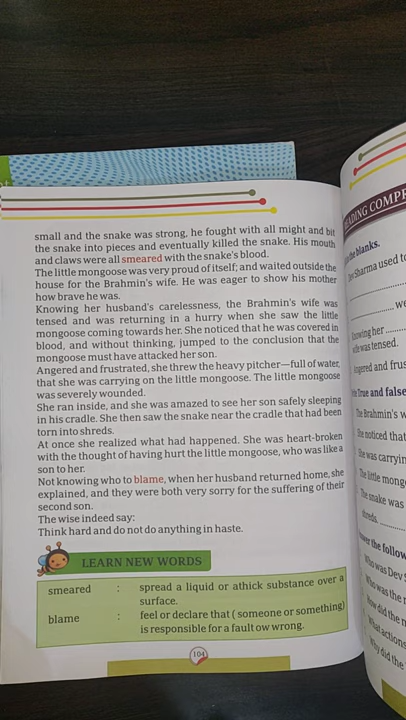 small and the snake was strong, he fought with all might and bit
the snake into pieces and eventually killed the snake. His mouth
and claws were all smeared with the snake's blood.
The little mongoose was very proud of itself; and waited outside the
house for the Brahmin's wife. He was eager to show his mother
how brave he was.
Knowing her husband's carelessness, the Brahmin's wife was
tensed and was returning in a hurry when she saw the little
mongoose coming towards her. She noticed that he was covered in
blood, and without thinking, jumped to the conclusion that the
mongoose must have attacked her son.
Angered and frustrated, she threw the heavy pitcher—full of water,
that she was carrying on the little mongoose. The little mongoose
was severely wounded.
She ran inside, and she was amazed to see her son safely sleeping
in his cradle. She then saw the snake near the cradle that had been
torn into shreds.
At once she realized what had happened. She was heart-broken
with the thought of having hurt the little mongoose, who was like a
son to her.
Not knowing who to blame, when her husband returned home, she
explained, and they were both very sorry for the suffering of their
second son.
The wise indeed say:
Think hard and do not do anything in haste.
LEARN NEW WORDS
smeared : spread a liquid or athick substance over a
surface.
blame : feel or declare that ( someone or something)
is responsible for a fault ow wrong.
104
blanks.
Sharma used to
we
Knowing her ..........
wife was tensed.
Angered and frus
True and false
The Brahmin's w
She noticed that
She was carryin
The little mong
The snake was
shreds. ..........
the follow
Who was Dev S
Who was the
How did the m
What actions
Why did the